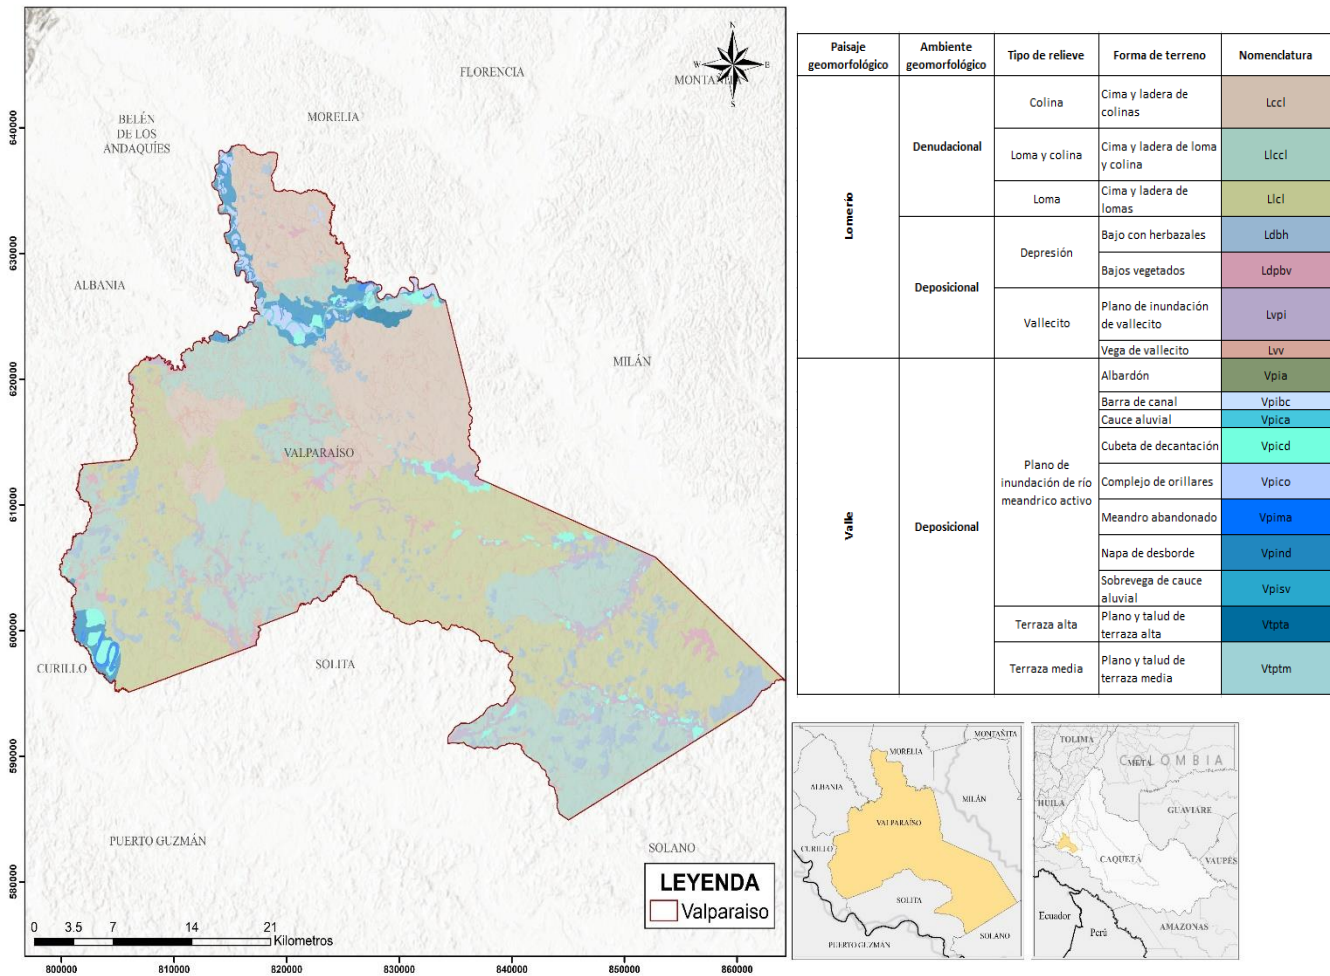 N
W E
S
FLORENCIA
MONTAÑITA
BELÉN
DE LOS
ANDAQUÍES
MORELIA
ALBANIA
MILÁN
VALPARAÍSO
CURILLO
SOLITA
PUERTO GUZMÁN
SOLANO
640000
630000
620000
610000
600000
590000
580000
LEYENDA
Valparaiso
0 3.5 7 14 21
Kilometros
800000 810000 820000 830000 840000 850000 860000
Paisaje geomorfológico Ambiente geomorfológico Tipo de relieve Forma de terreno Nomenclatura
Lomerío
Denudacional
Colina
Cima y ladera de
colinas
Lccl
Loma y colina
Cima y ladera de loma
y colina
Llccl
Loma
Cima y ladera de
lomas
Llcl
Deposicional
Depresión
Bajo con herbazales
Ldbh
Bajos vegetados
Ldpbv
Vallecito
Plano de inundación
de vallecito
Lvpi
Vega de vallecito
Lvv
Valle
Deposicional
Plano de
inundación de río
meandrico activo
Albardón
Vpia
Barra de canal
Vpibc
Cauce aluvial
Vpica
Cubeta de decantación
Vpicd
Complejo de orillares
Vpico
Meandro abandonado
Vpima
Napa de desborde
Vpind
Sobrevega de cauce
aluvial
Vpisv
Terraza alta
Plano y talud de
terraza alta
Vtpta
Terraza media
Plano y talud de
terraza media
Vtptm
MONTAÑITA
MORELIA
ALBANIA
MILÁN
VALPARAÍSO
CURILLO
SOLITA
SOLANO
PUERTO GUZMÁN
TOLIMA
META
COLOMBIA
HUILA
GUAVIARE
CAQUETÁ
VAUPÉS
Ecuador
Perú
AMAZONAS